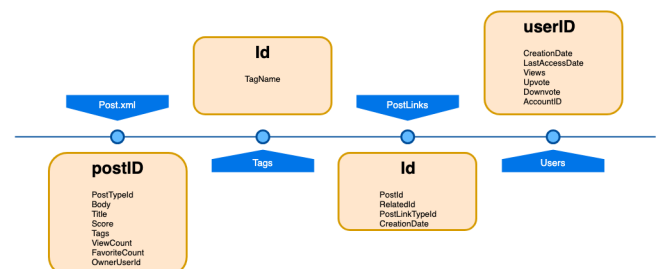 userID
CreationDate
LastAccessDate
Views
Upvote
Downvote
AccountID
Id
TagName
Post.xml
PostLinks
Tags
Users
postID
PostTypeId
Body
Title
Score
Tags
ViewCount
FavoriteCount
OwnerUserId
Id
PostId
RelatedId
PostLinkTypeId
CreationDate